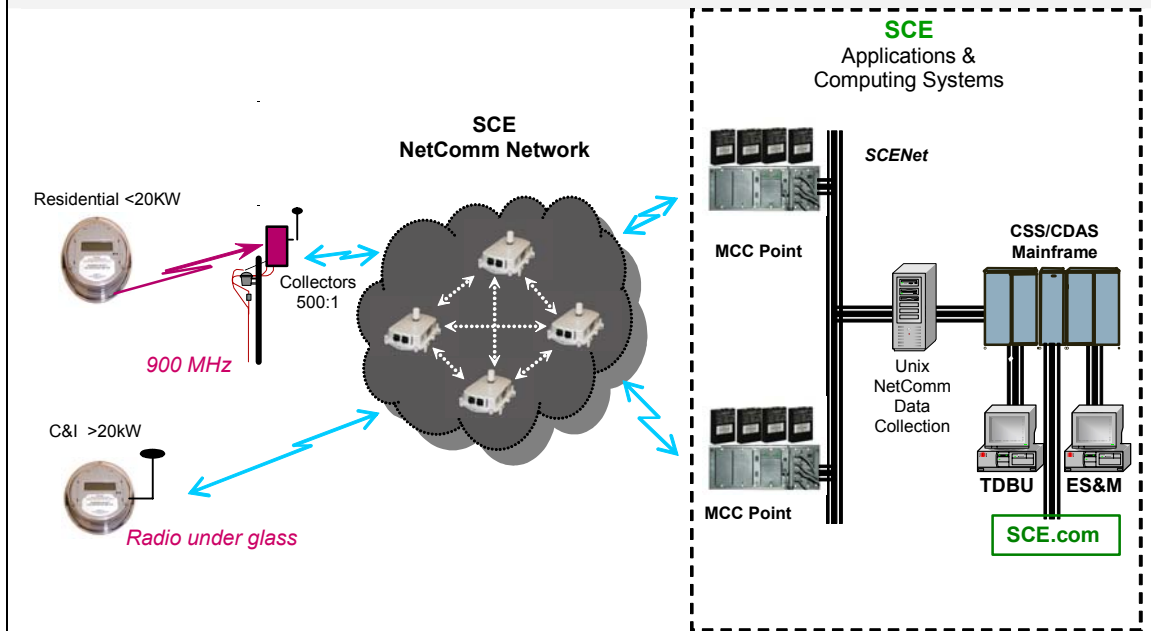 SCE
Applications &
Computing Systems
SCE
NetComm Network
SCENet
Residential <20KW
MCC Point
CSS/CDAS
Mainframe
Collectors
500:1
900 MHz
Unix
NetComm
Data
Collection
C&I >20kW
TDBU
ES&M
MCC Point
Radio under glass
SCE.com